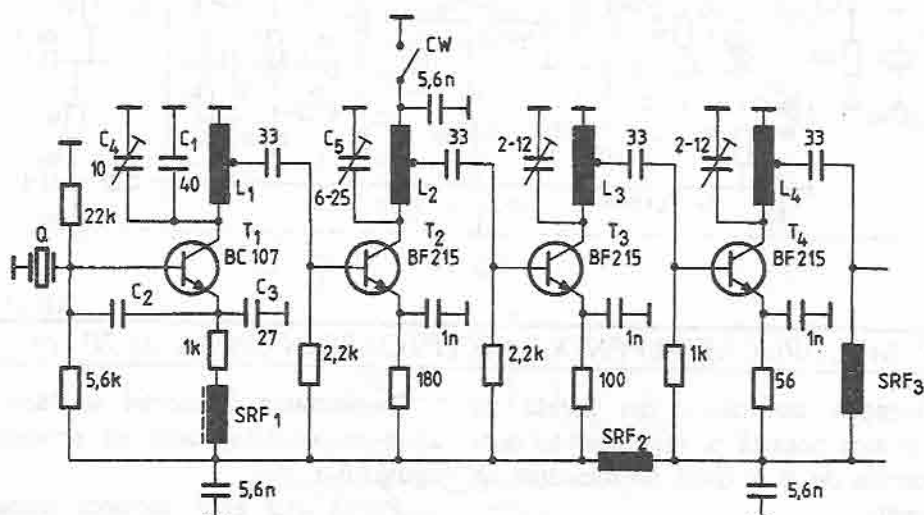 CW
5,6n
C4
10
C1
40
L1
33
C5
6-25
L2
33
2-12
L3
33
2-12
L4
33
22k
Q
T1
BC107
T2
BF215
T3
BF215
T4
BF215
C2
C3
27
1n
1n
1n
1k
2,2k
180
2,2k
100
1k
56
5,6k
SRF1
SRF2
SRF3
5,6n
5,6n